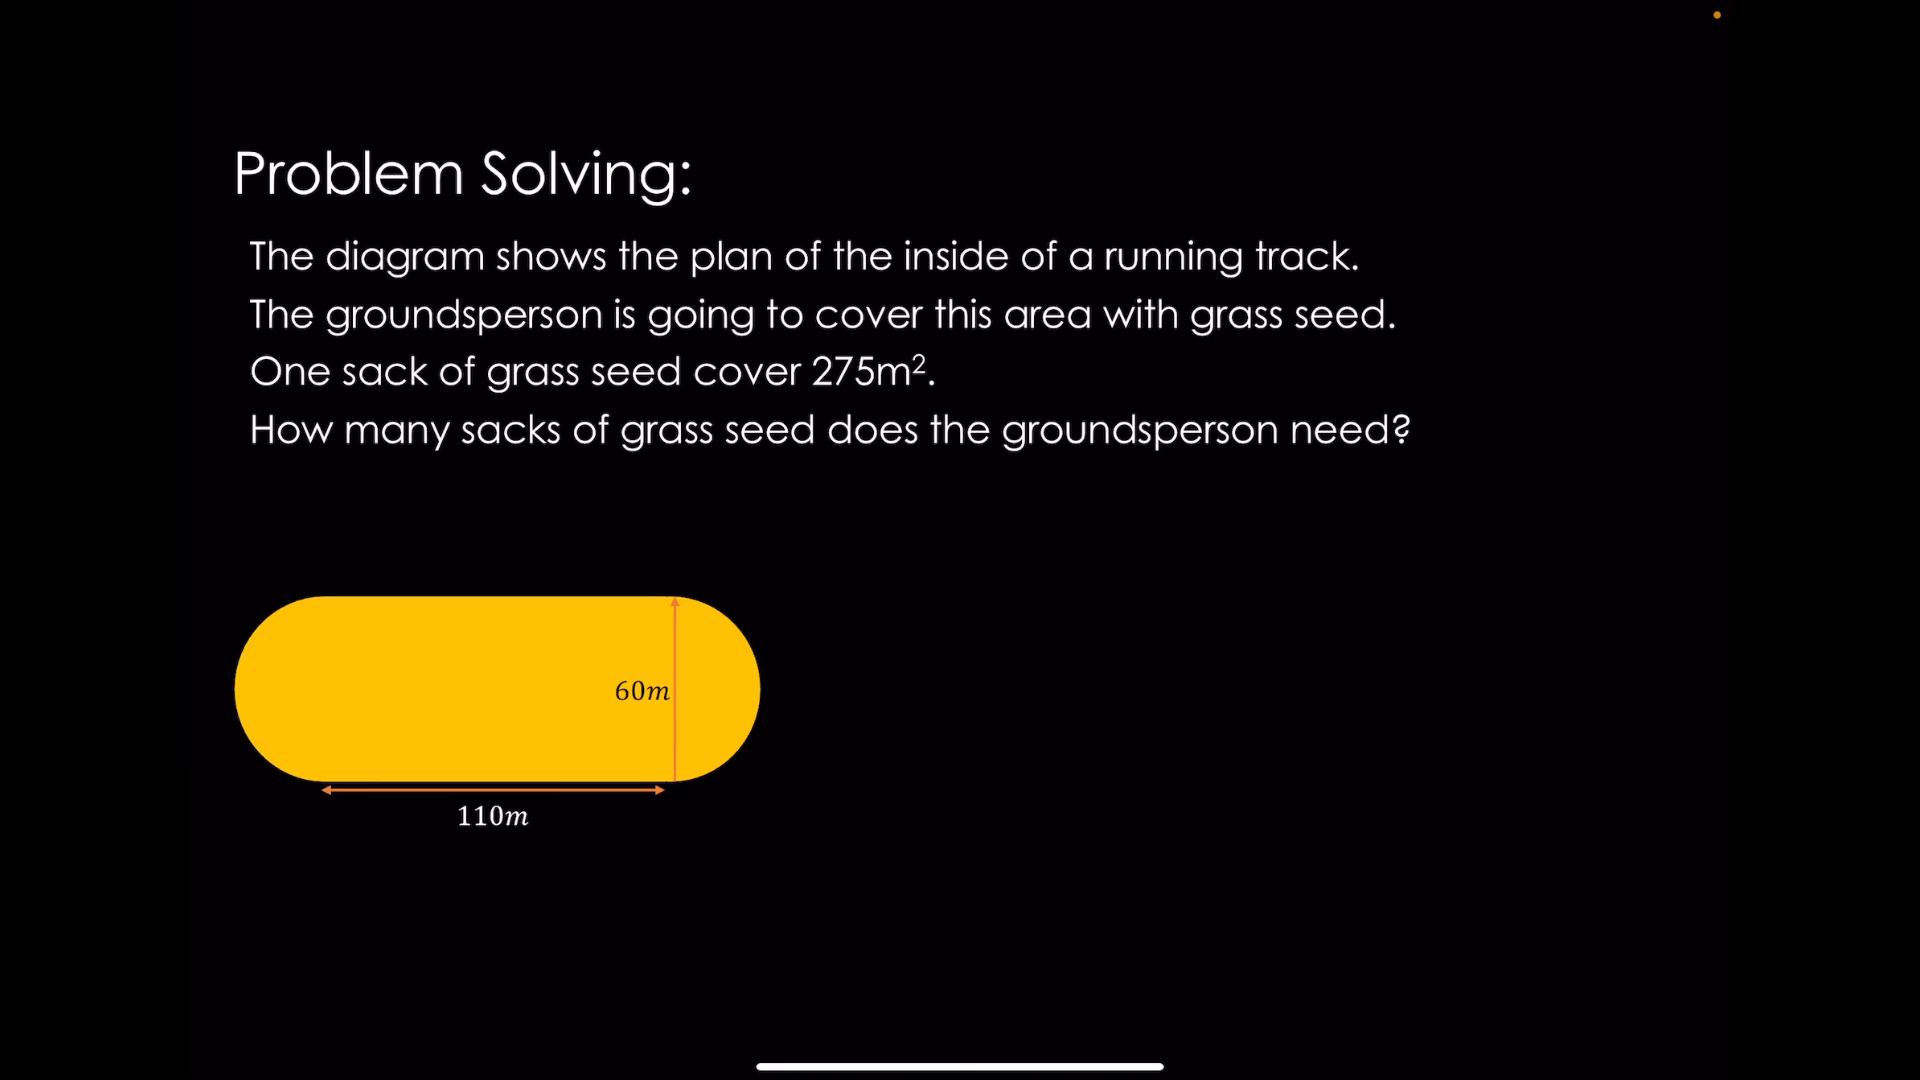 Problem Solving:
The diagram shows the plan of the inside of a running track.
The groundsperson is going to cover this area with grass seed.
One sack of grass seed cover 275m².
How many sacks of grass seed does the groundsperson need?
60m
110m